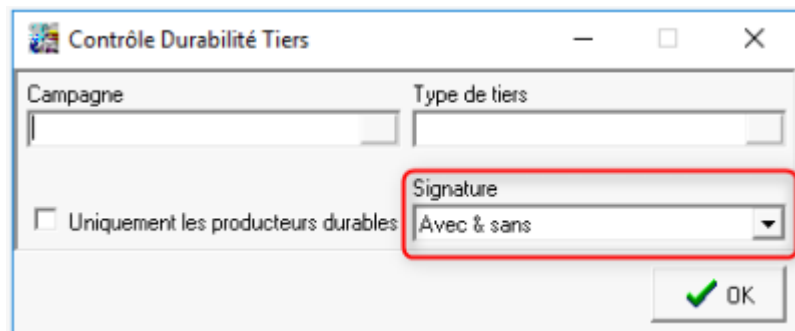 Contrôle Durabilité Tiers
Campagne Type de tiers
Signature
Uniquement les producteurs durables Avec & sans
OK